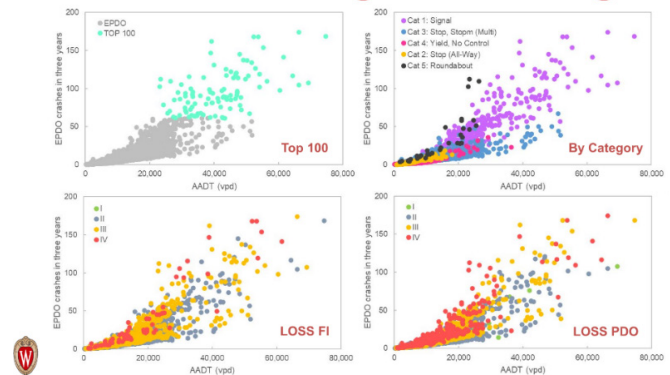 EPDO
TOP 100
200
150
100
50
0
0
20,000
40,000
60,000
80,000
EPDO crashes in three years
AADT (vpd)
Top 100
Cat 1: Signal
Cat 3: Stop, Stopm (Multi)
Cat 4: Yield, No Control
Cat 2: Stop (All-Way)
Cat 5: Roundabout
200
150
100
50
0
0
20,000
40,000
60,000
80,000
EPDO crashes in three years
AADT (vpd)
By Category
I
II
III
IV
200
150
100
50
0
0
20,000
40,000
60,000
80,000
EPDO crashes in three years
AADT (vpd)
LOSS FI
I
II
III
IV
200
150
100
50
0
0
20,000
40,000
60,000
80,000
EPDO crashes in three years
AADT (vpd)
LOSS PDO
W